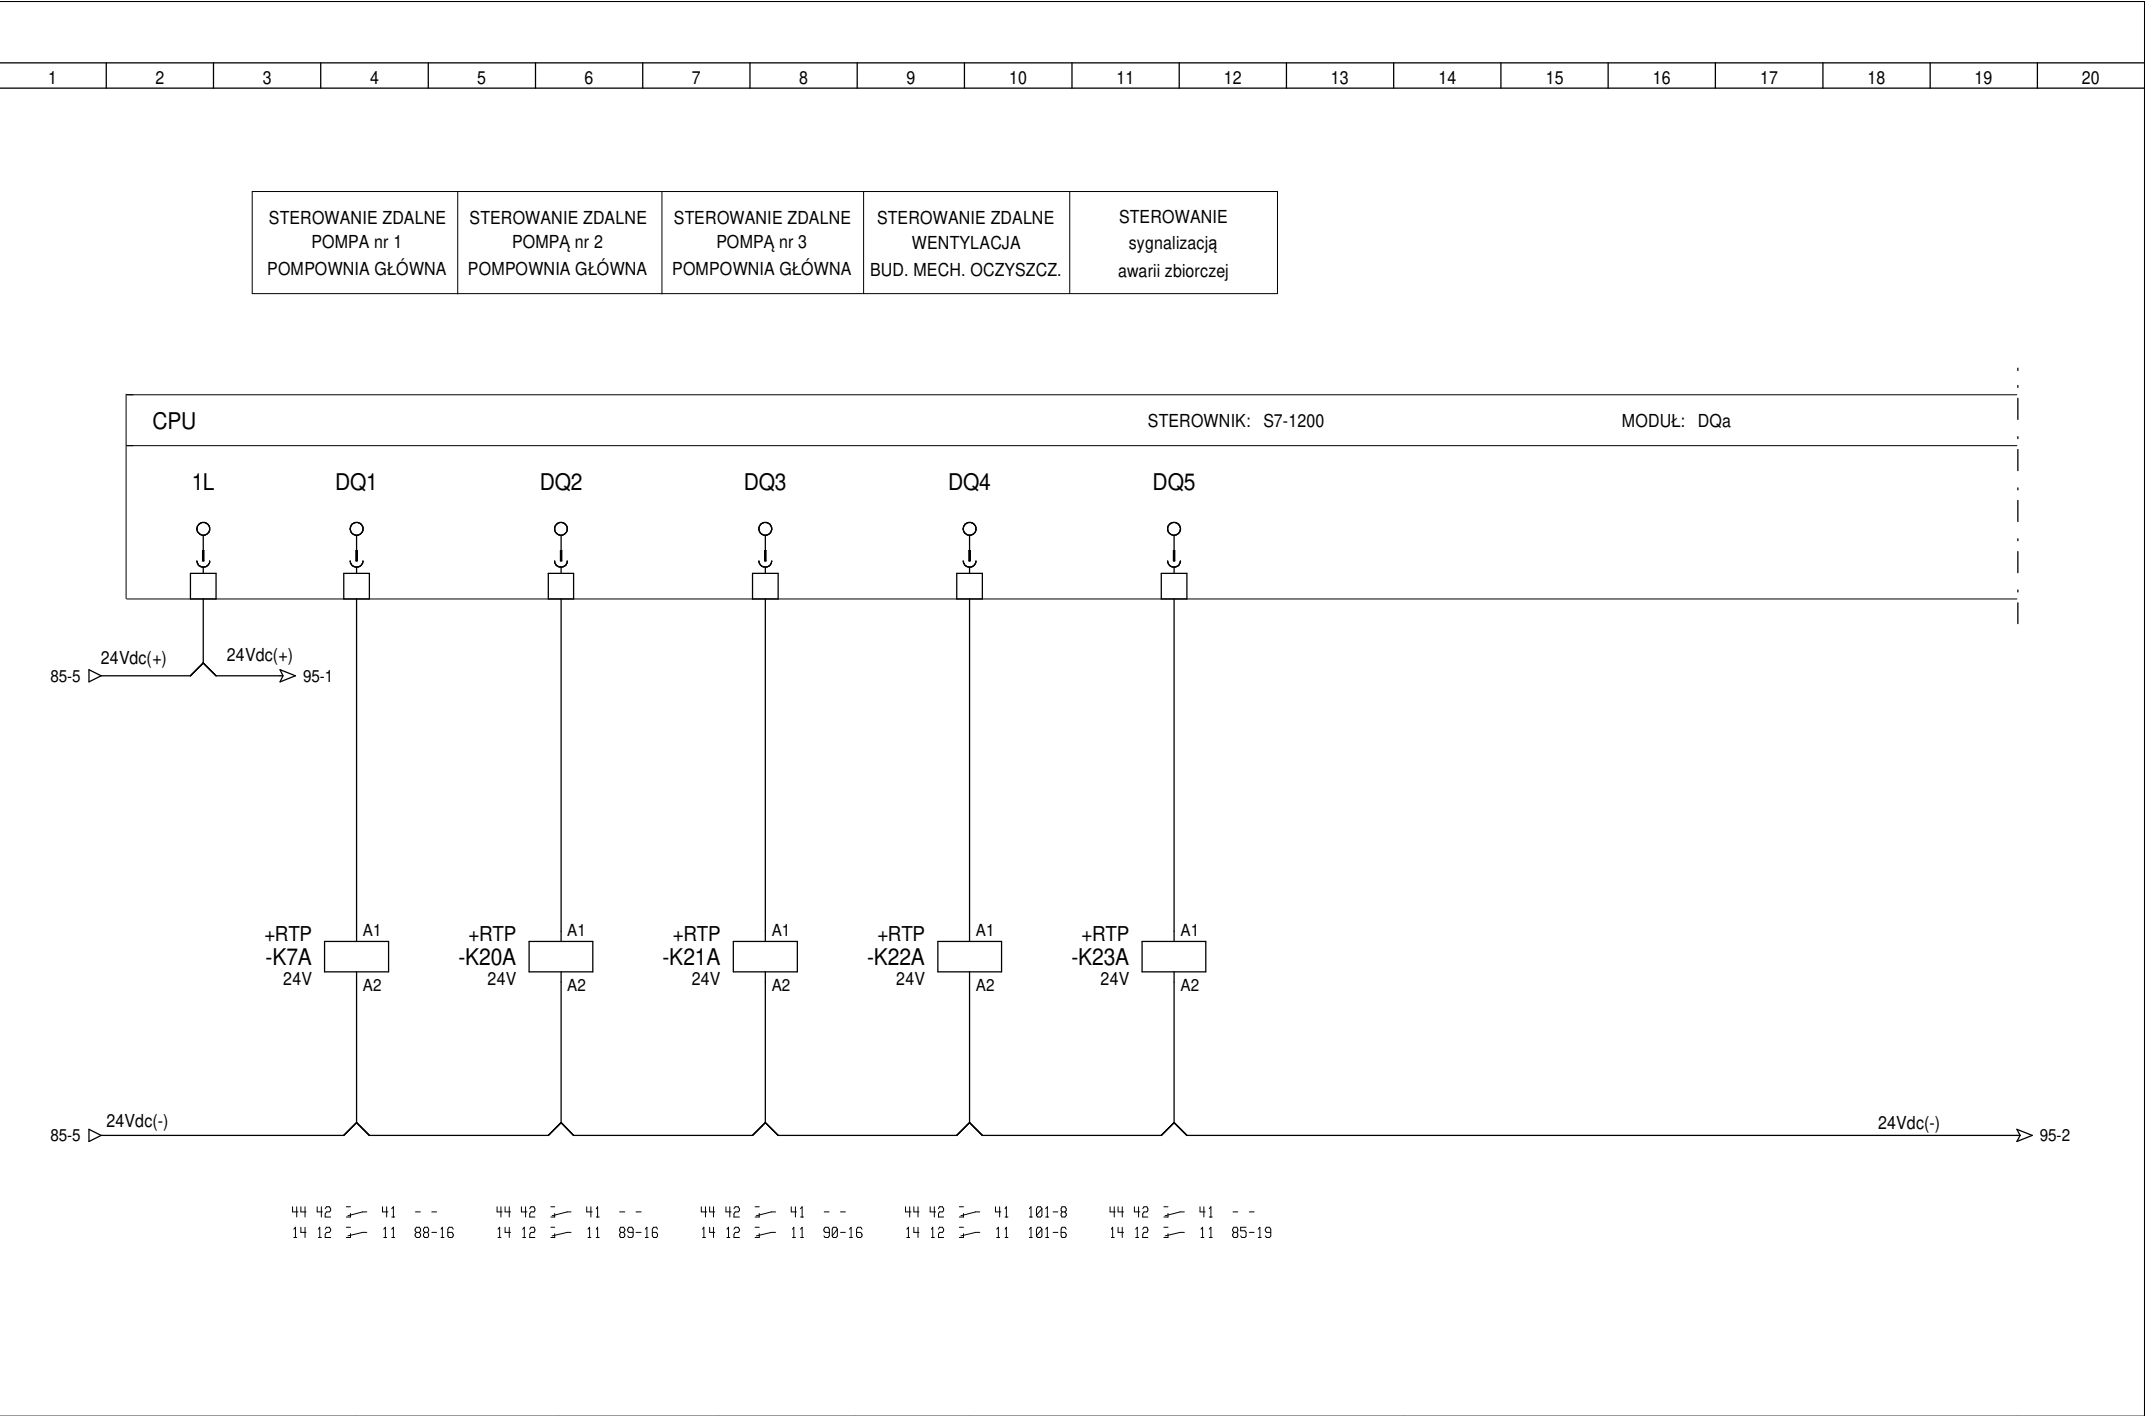 1 2 3 4 5 6 7 8 9 10 11 12 13 14 15 16 17 18 19 20
STEROWANIE ZDALNE
POMPA nr 1
POMPOWNIA GŁÓWNA
STEROWANIE ZDALNE
POMPĄ nr 2
POMPOWNIA GŁÓWNA
STEROWANIE ZDALNE
POMPĄ nr 3
POMPOWNIA GŁÓWNA
STEROWANIE ZDALNE
WENTYLACJA
BUD. MECH. OCZYSZCZ.
STEROWANIE
sygnalizacją
awarii zbiorczej
CPU STEROWNIK: S7-1200 MODUŁ: DQa
1L DQ1 DQ2 DQ3 DQ4 DQ5
24Vdc(+) 24Vdc(+)
85-5 95-1
+RTP
-K7A
24V
A1
A2
+RTP
-K20A
24V
A1
A2
+RTP
-K21A
24V
A1
A2
+RTP
-K22A
24V
A1
A2
+RTP
-K23A
24V
A1
A2
24Vdc(-) 24Vdc(-)
85-5 95-2
44 42 41 - -
14 12 11 88-16
44 42 41 - -
14 12 11 89-16
44 42 41 - -
14 12 11 90-16
44 42 41 101-8
14 12 11 101-6
44 42 41 - -
14 12 11 85-19